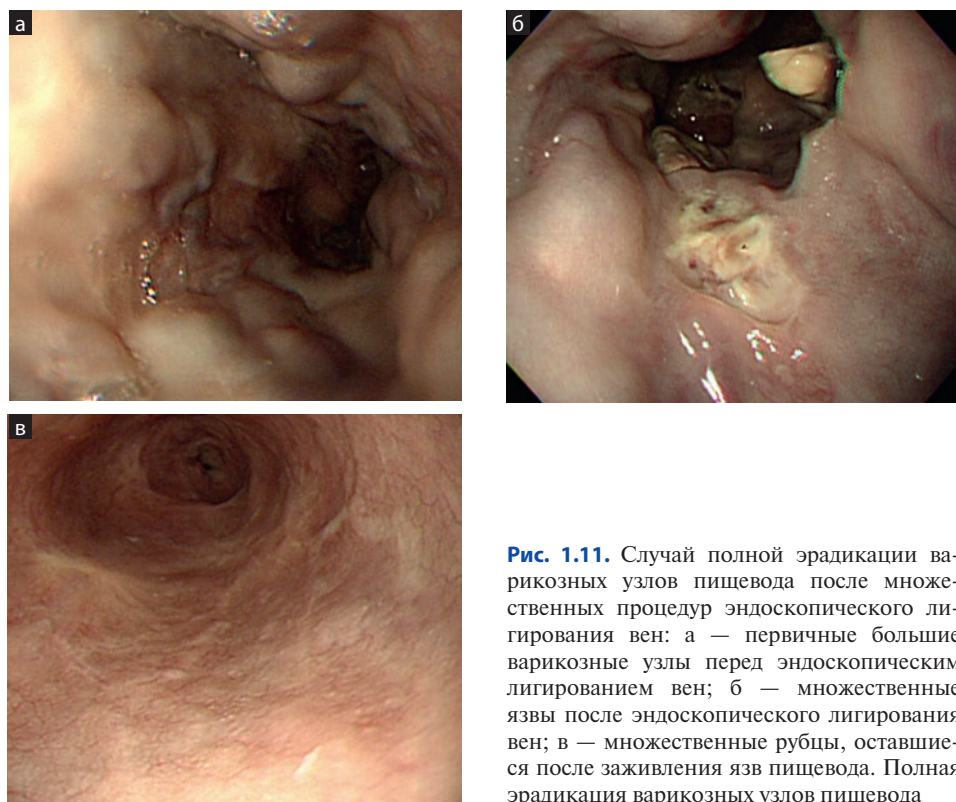 а
б
в
Рис. 1.11. Случай полной эрадикации ва-
рикозных узлов пищевода после множе-
ственных процедур эндоскопического ли-
гирования вен: а — первичные большие
варикозные узлы перед эндоскопическим
лигированием вен; б — множественные
язвы после эндоскопического лигирования
вен; в — множественные рубцы, оставшие-
ся после заживления язв пищевода. Полная
эрадикация варикозных узлов пищевода